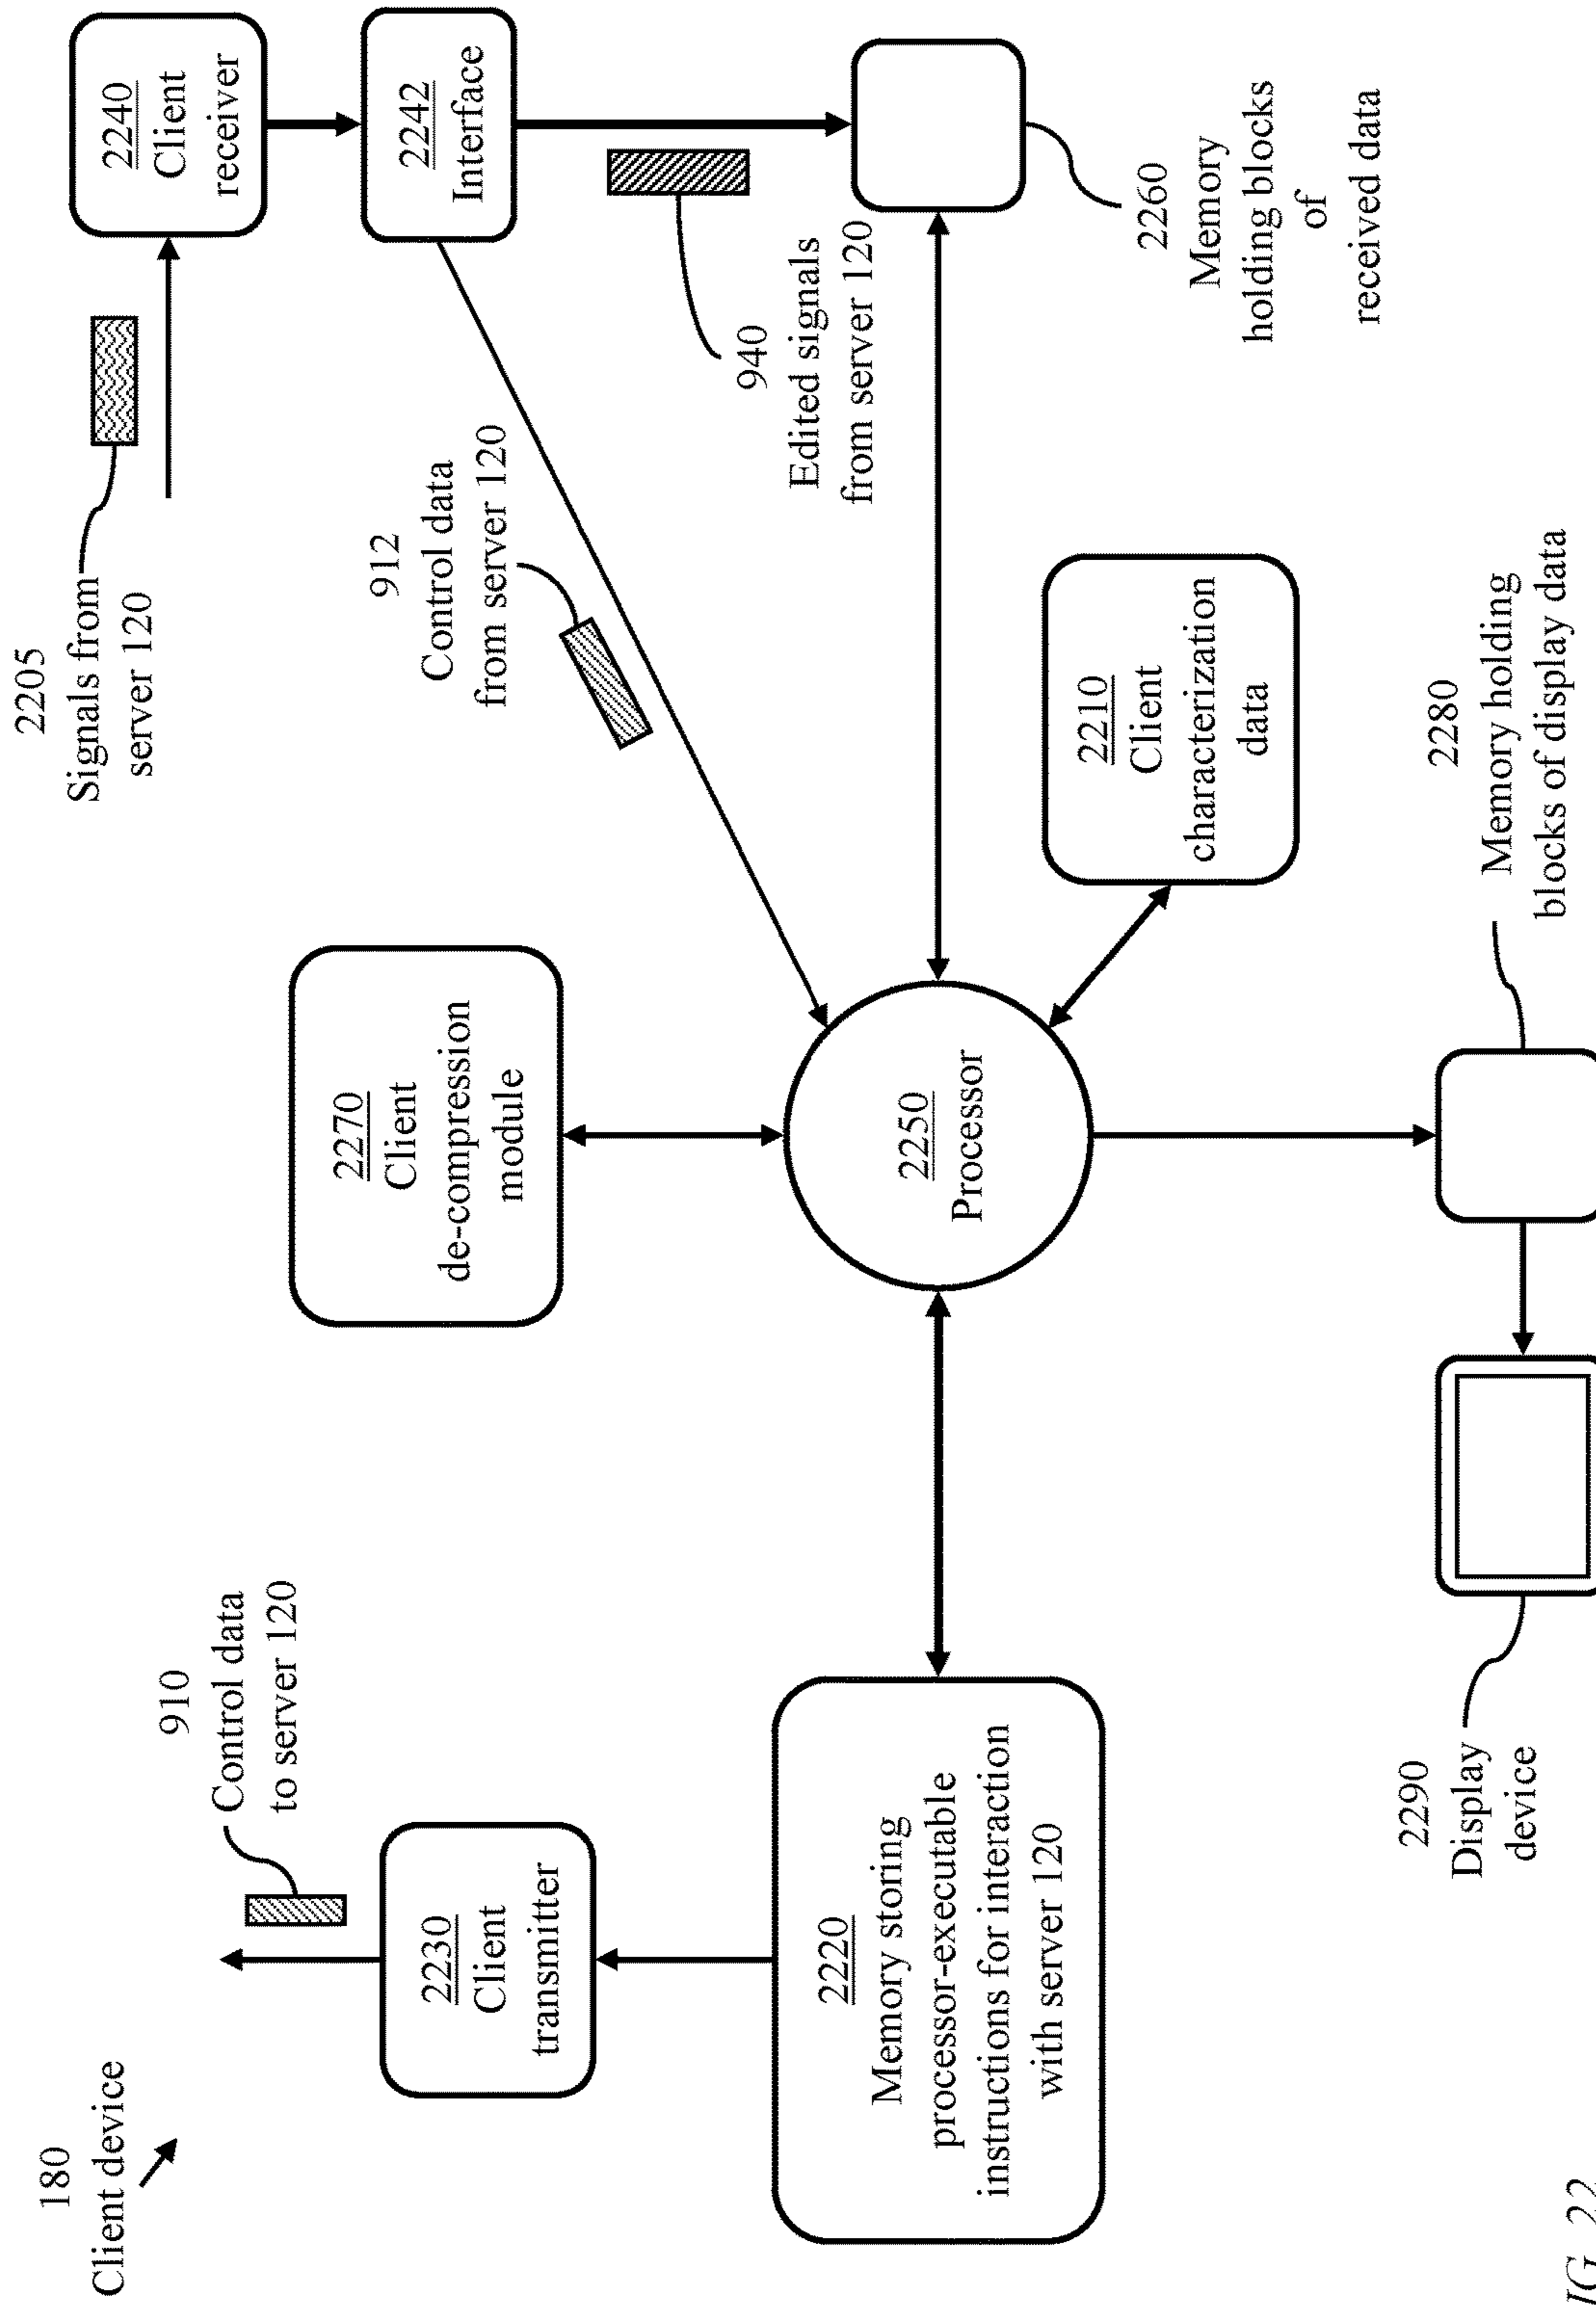 180
Client device
910
Control data
to server 120
2230
Client
transmitter
2220
Memory storing
processor-executable
instructions for interaction
with server 120
2270
Client
de-compression
module
2250
Processor
2290
Display
device
2205
Signals from
server 120
912
Control data
from server 120
2240
Client
receiver
2242
Interface
940
Edited signals
from server 120
2260
Memory
holding blocks
of
received data
2210
Client
characterization
data
2280
Memory holding
blocks of display data
IG. 22